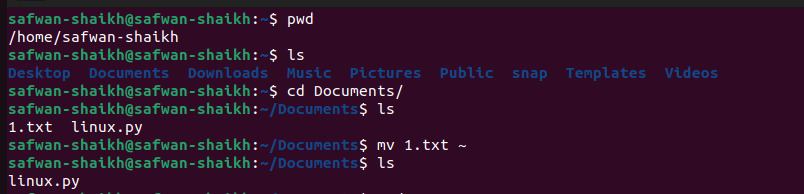 safwan-shaikh@safwan-shaikh:~$ pwd
/home/safwan-shaikh
safwan-shaikh@safwan-shaikh:~$ ls
Desktop  Documents  Downloads  Music  Pictures  Public  snap  Templates  Videos
safwan-shaikh@safwan-shaikh:~$ cd Documents/
safwan-shaikh@safwan-shaikh:~/Documents$ ls
1.txt  linux.py
safwan-shaikh@safwan-shaikh:~/Documents$ mv 1.txt ~
safwan-shaikh@safwan-shaikh:~/Documents$ ls
linux.py